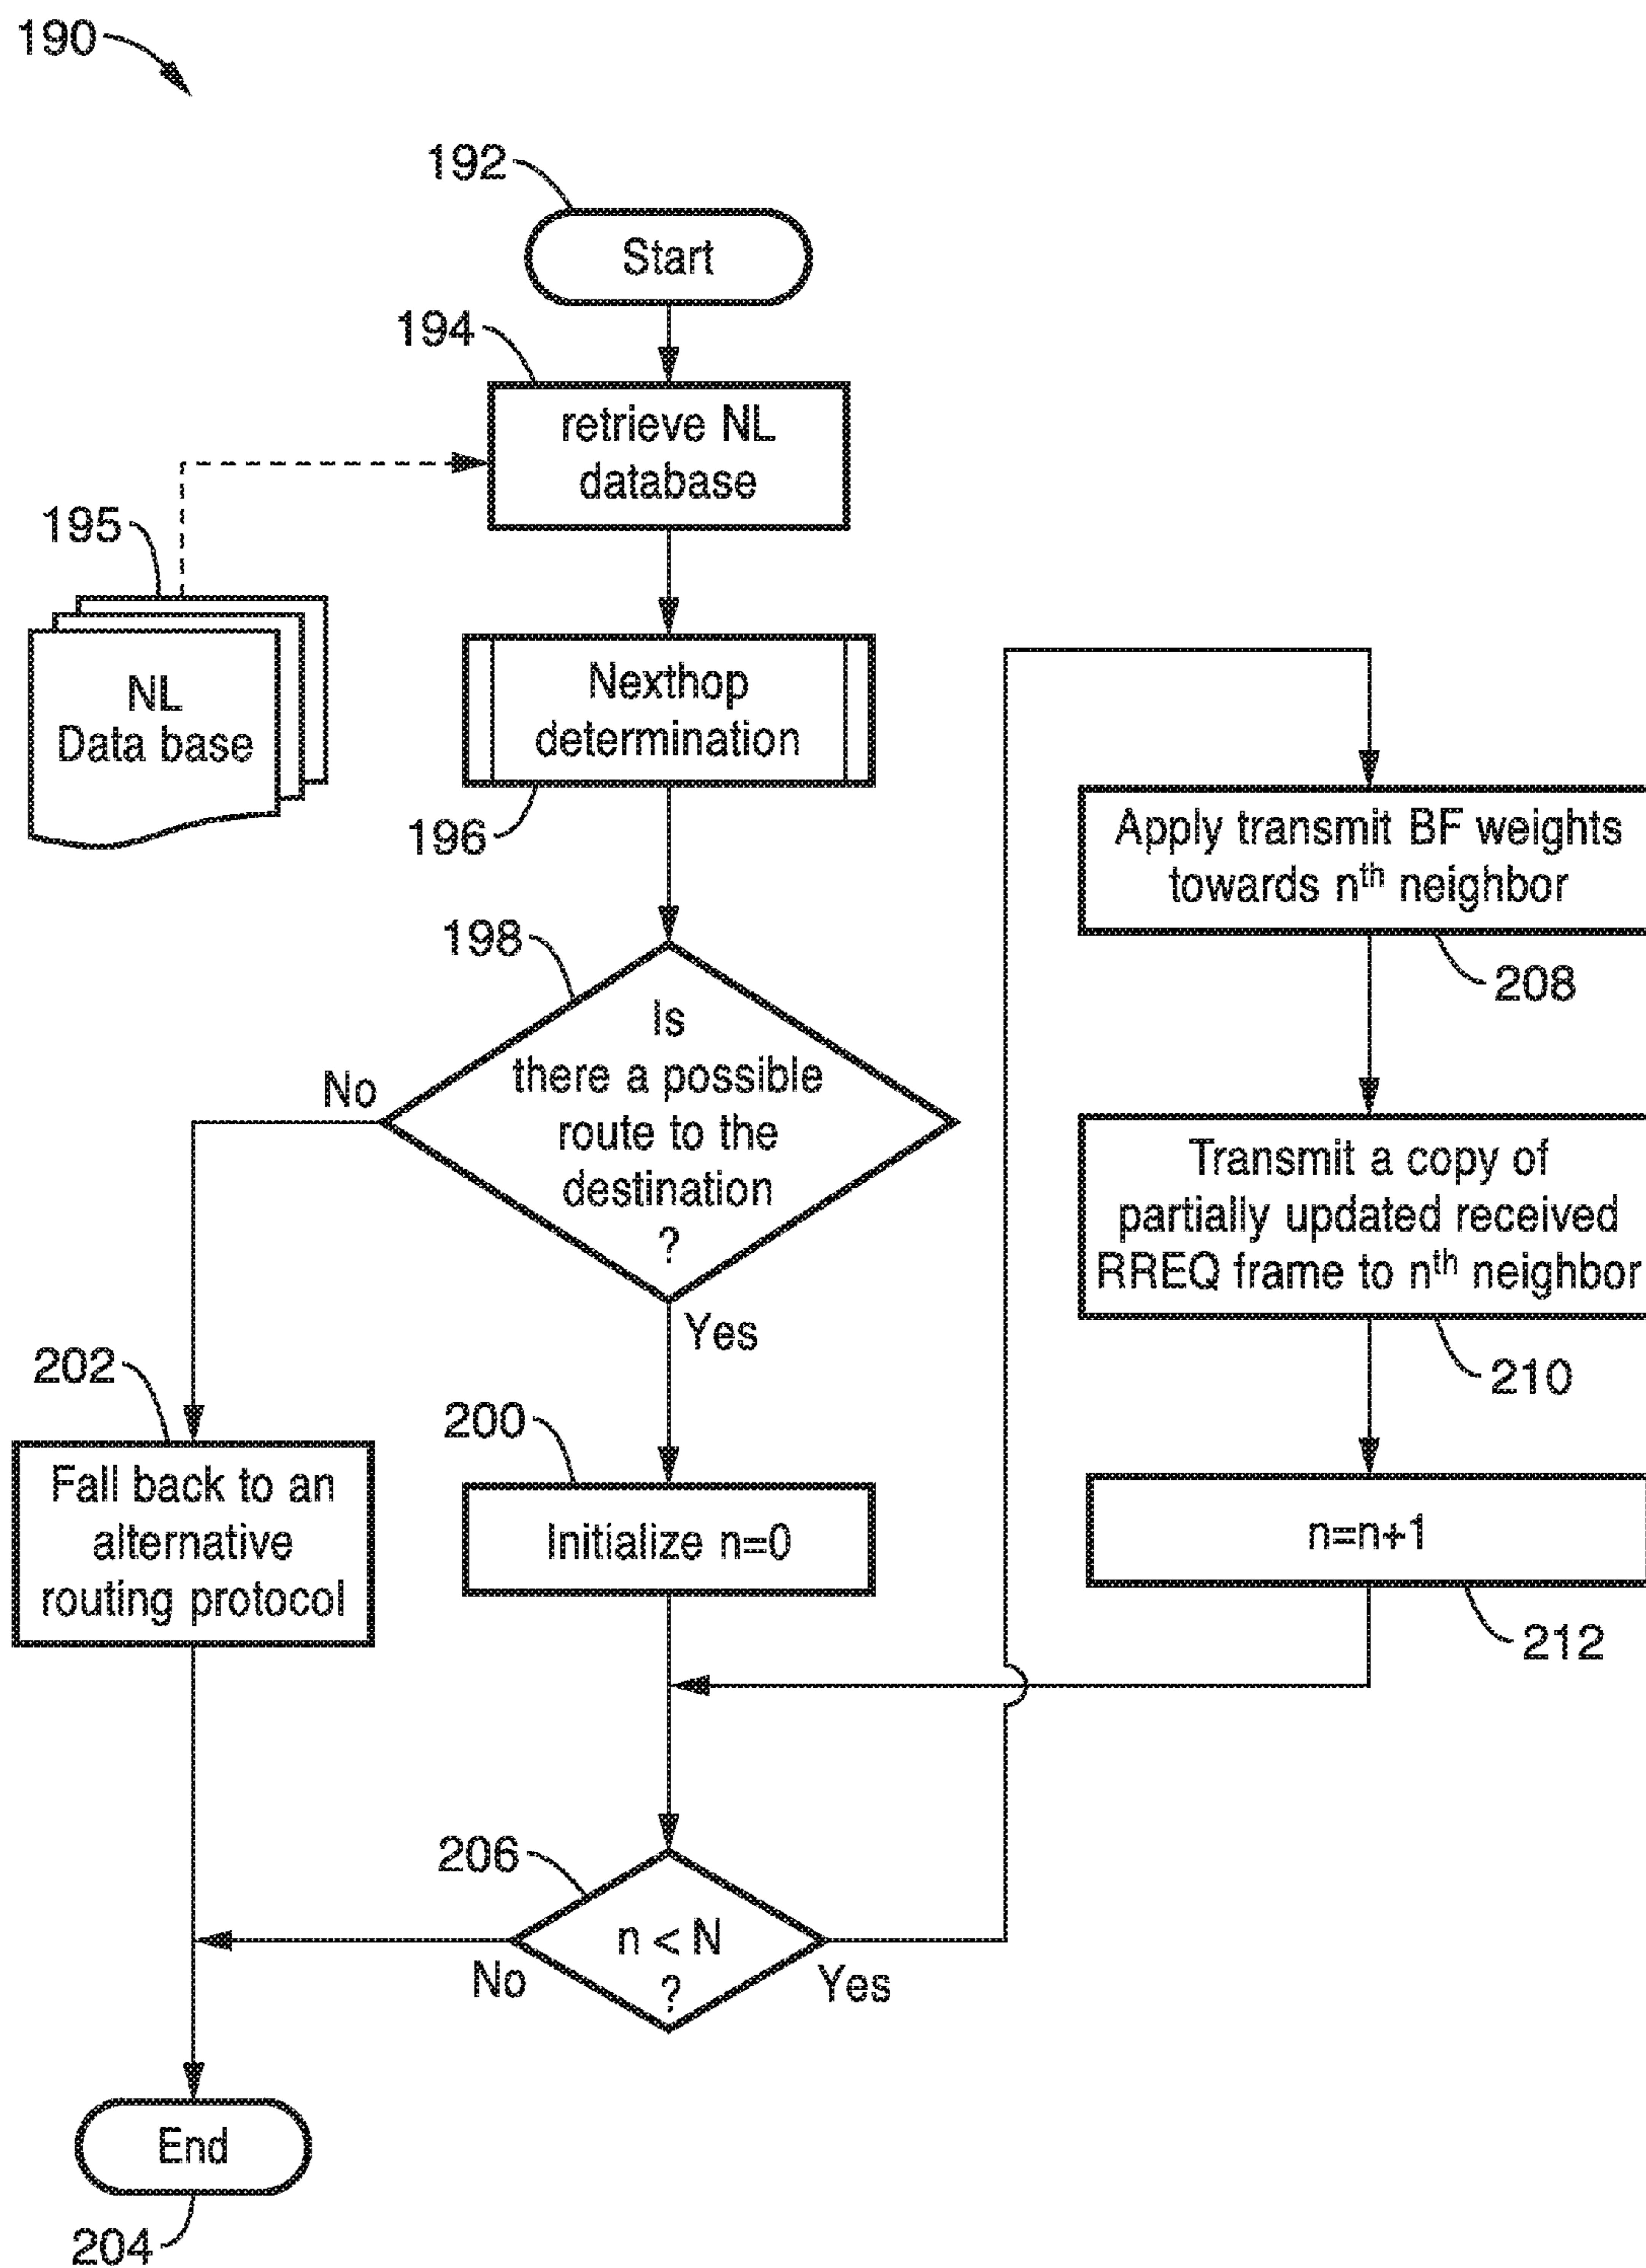 190
192
Start
194
retrieve NL
database
195
NL
Data base
Nexthop
determination
196
198
Is
there a possible
route to the
destination
?
No
Yes
202
Fall back to an
alternative
routing protocol
200
Initialize n=0
206
n < N
?
No
Yes
Apply transmit BF weights
towards nth neighbor
208
Transmit a copy of
partially updated received
RREQ frame to nth neighbor
210
n=n+1
212
End
204